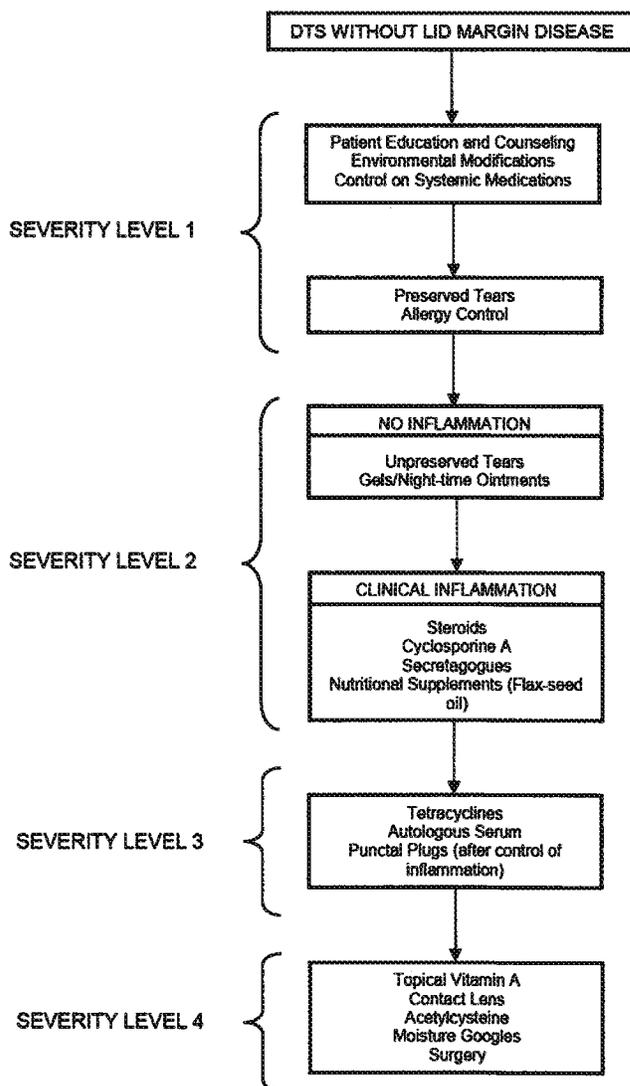 DTS WITHOUT LID MARGIN DISEASE
SEVERITY LEVEL 1
Patient Education and Counseling
Environmental Modifications
Control on Systemic Medications
Preserved Tears
Allergy Control
SEVERITY LEVEL 2
NO INFLAMMATION
Unpreserved Tears
Gels/Night-time Ointments
CLINICAL INFLAMMATION
Steroids
Cyclosporine A
Secretagogues
Nutritional Supplements (Flax-seed
oil)
SEVERITY LEVEL 3
Tetracyclines
Autologous Serum
Punctal Plugs (after control of
inflammation)
SEVERITY LEVEL 4
Topical Vitamin A
Contact Lens
Acetylcysteine
Moisture Googles
Surgery